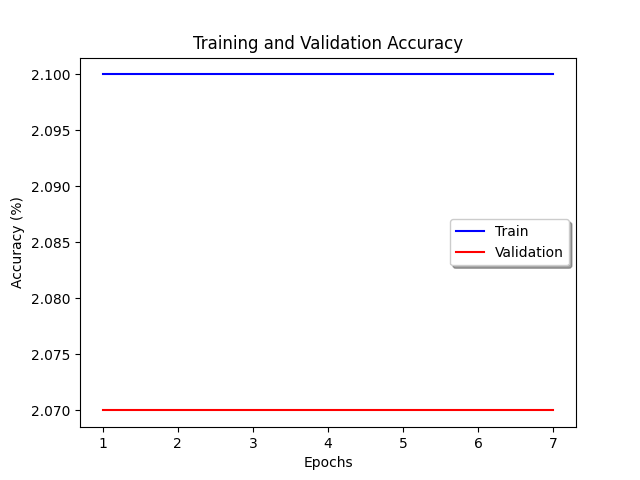 Training and Validation Accuracy
Accuracy (%)
2.100
2.095
2.090
2.085
2.080
2.075
2.070
Train
Validation
1 2 3 4 5 6 7
Epochs